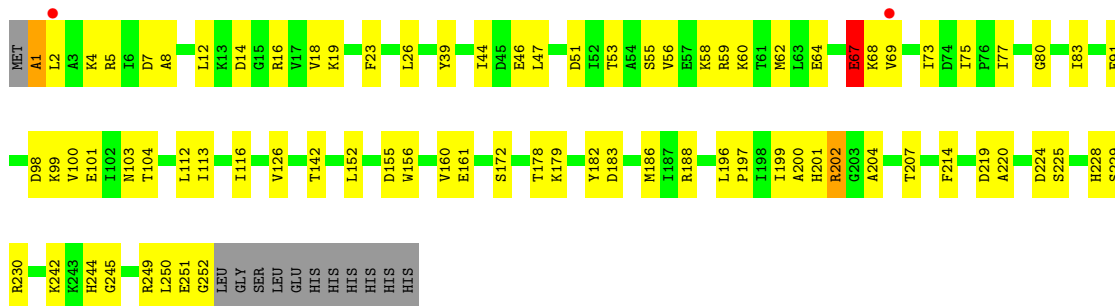 MET A1 L2 A3 K4 R5 I6 D7 A8 L12 K13 D14 G15 R16 V17 V18 K19 F23 L26 Y39 I44 D45 E46 L47 D51 I52 T53 A54 S55 V56 E57 K58 R59 K60 T61 M62 L63 E64 E67 K68 V69 I73 D74 I75 P76 I77 G80 I83 E91
D98 K99 V100 E101 I102 N103 T104 L112 I113 I116 V126 T142 L152 D155 W156 V160 E161 S172 T178 K179 Y182 D183 M186 I187 R188 L196 P197 I198 I199 A200 H201 R202 G203 A204 T207 F214 D219 A220 D224 S225 H228 S229
R230 K242 K243 H244 G245 R249 L250 E251 G252 LEU GLY SER LEU GLU HIS HIS HIS HIS HIS HIS